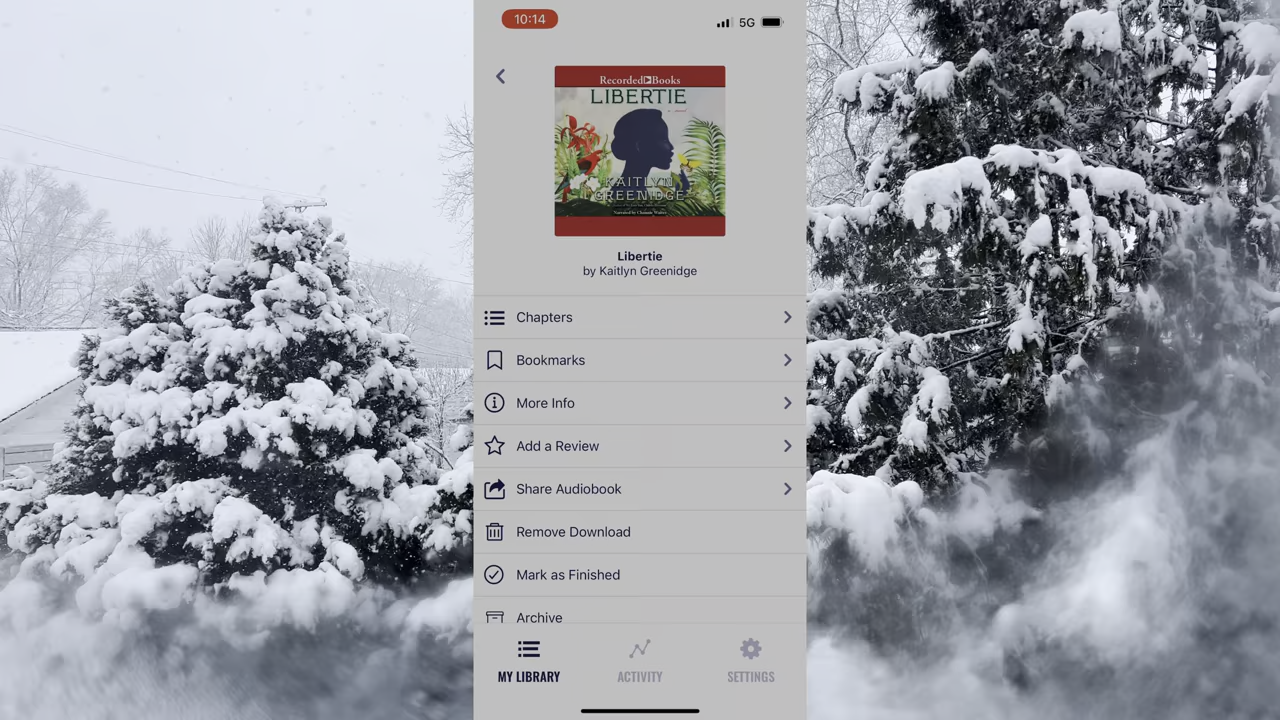 10:14
5G
Recorded Books
LIBERTIE
KAITLYN
GREENIDGE
Libertie
by Kaitlyn Greenidge
Chapters
Bookmarks
More Info
Add a Review
Share Audiobook
Remove Download
Mark as Finished
Archive
MY LIBRARY
ACTIVITY
SETTINGS